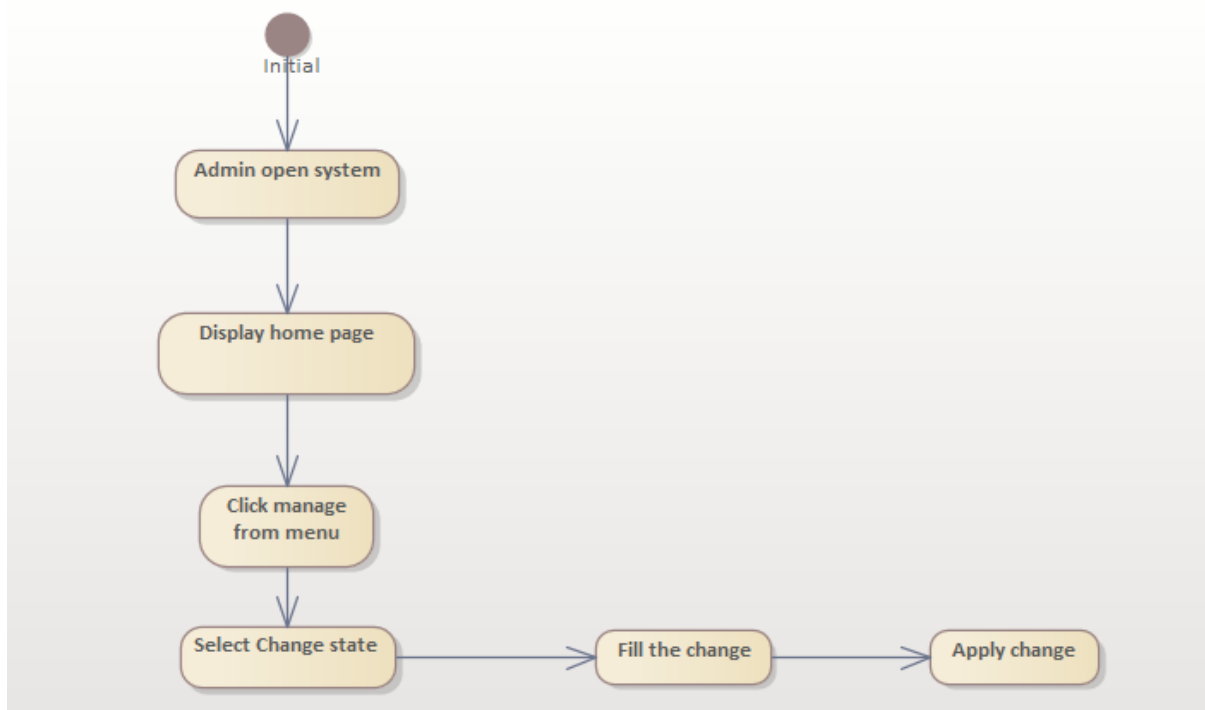 Initial
Admin open system
Display home page
Click manage
from menu
Select Change state
Fill the change
Apply change